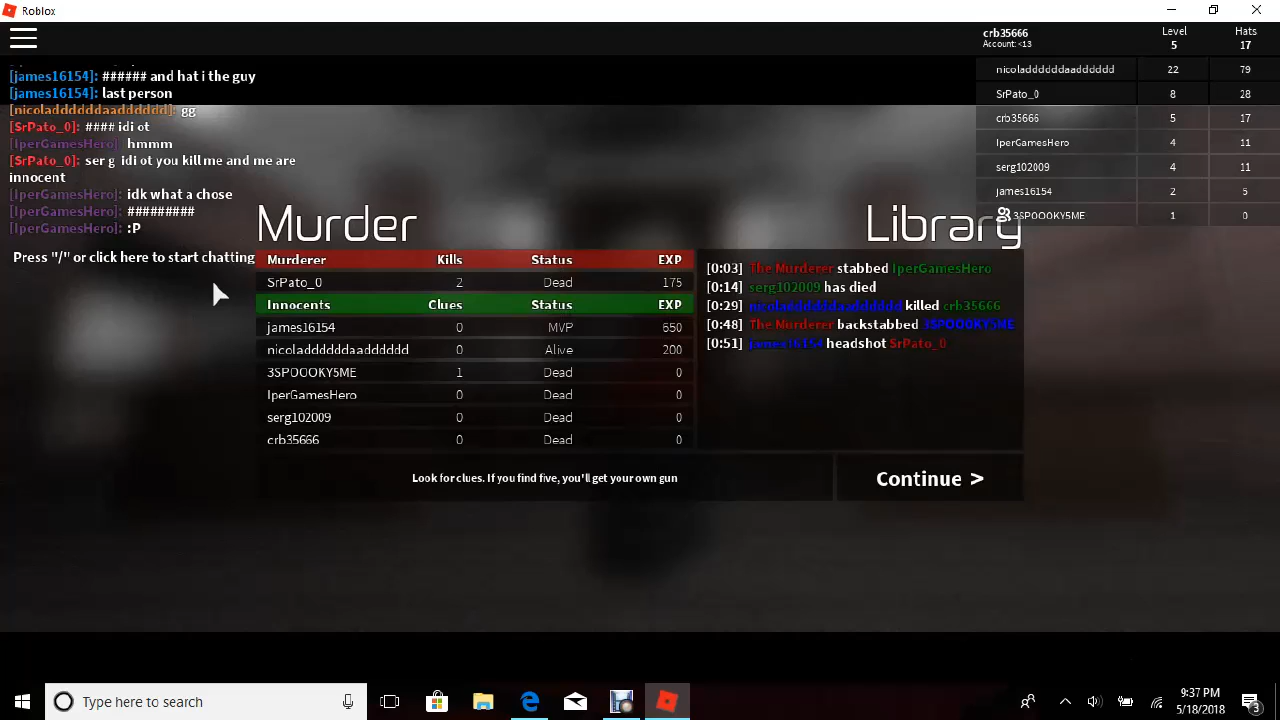 Roblox
crb35666
Account: <13
Level
5
Hats
17
nicoladddddaadddddd 22 79
SrPato_0 8 28
crb35666 5 17
IperGamesHero 4 11
serg102009 4 11
james16154 2 5
3SPOOOKY5ME 1 0
[james16154]: ###### and hat i the guy
[james16154]: last person
[nicoladddddaadddddd]: gg
[SrPato_0]: #### idi ot
[IperGamesHero]: hmmm
[SrPato_0]: ser g idi ot you kill me and me are
innocent
[IperGamesHero]: idk what a chose
[IperGamesHero]: #########
[IperGamesHero]: :P
Press "/" or click here to start chatting
Murder
Library
Murderer Kills Status EXP
SrPato_0 2 Dead 175
Innocents Clues Status EXP
james16154 0 MVP 650
nicoladddddaadddddd 0 Alive 200
3SPOOOKY5ME 1 Dead 0
IperGamesHero 0 Dead 0
serg102009 0 Dead 0
crb35666 0 Dead 0
[0:03] The Murderer stabbed IperGamesHero
[0:14] serg102009 has died
[0:29] nicoladddddaadddddd killed crb35666
[0:48] The Murderer backstabbed 3SPOOOKY5ME
[0:51] james16154 headshot SrPato_0
Look for clues. If you find five, you'll get your own gun
Continue >
Type here to search
9:37 PM
5/18/2018
3